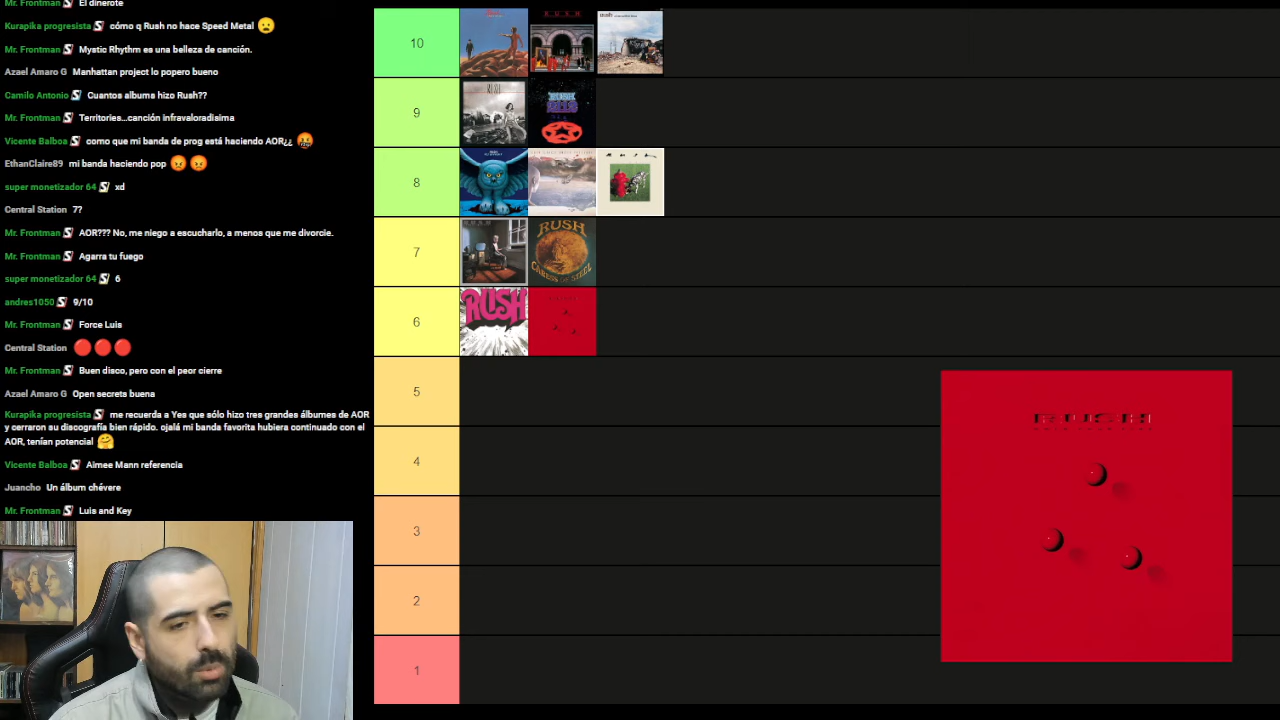 Mr. Frontman El dinerote
Kurapika progresista cómo q Rush no hace Speed Metal
Mr. Frontman Mystic Rhythm es una belleza de canción.
Azael Amaro G Manhattan project lo popero bueno
Camilo Antonio Cuantos albums hizo Rush??
Mr. Frontman Territories...canción infravaloradisima
Vicente Balboa como que mi banda de prog está haciendo AOR¿¿
EthanClaire89 mi banda haciendo pop
super monetizador 64 xd
Central Station 7?
Mr. Frontman AOR??? No, me niego a escucharlo, a menos que me divorcie.
Mr. Frontman Agarra tu fuego
super monetizador 64 6
andres1050 9/10
Mr. Frontman Force Luis
Central Station
Mr. Frontman Buen disco, pero con el peor cierre
Azael Amaro G Open secrets buena
Kurapika progresista me recuerda a Yes que sólo hizo tres grandes álbumes de AOR
y cerraron su discografía bien rápido. ojalá mi banda favorita hubiera continuado con el
AOR, tenían potencial
Vicente Balboa Aimee Mann referencia
Juancho Un álbum chévere
Mr. Frontman Luis and Key
10
RUSH
9
RUSH
RUSH
2112
8
7
RUSH
RUSH
CARESS OF STEEL
6
RUSH
5
4
3
2
1
RUSH